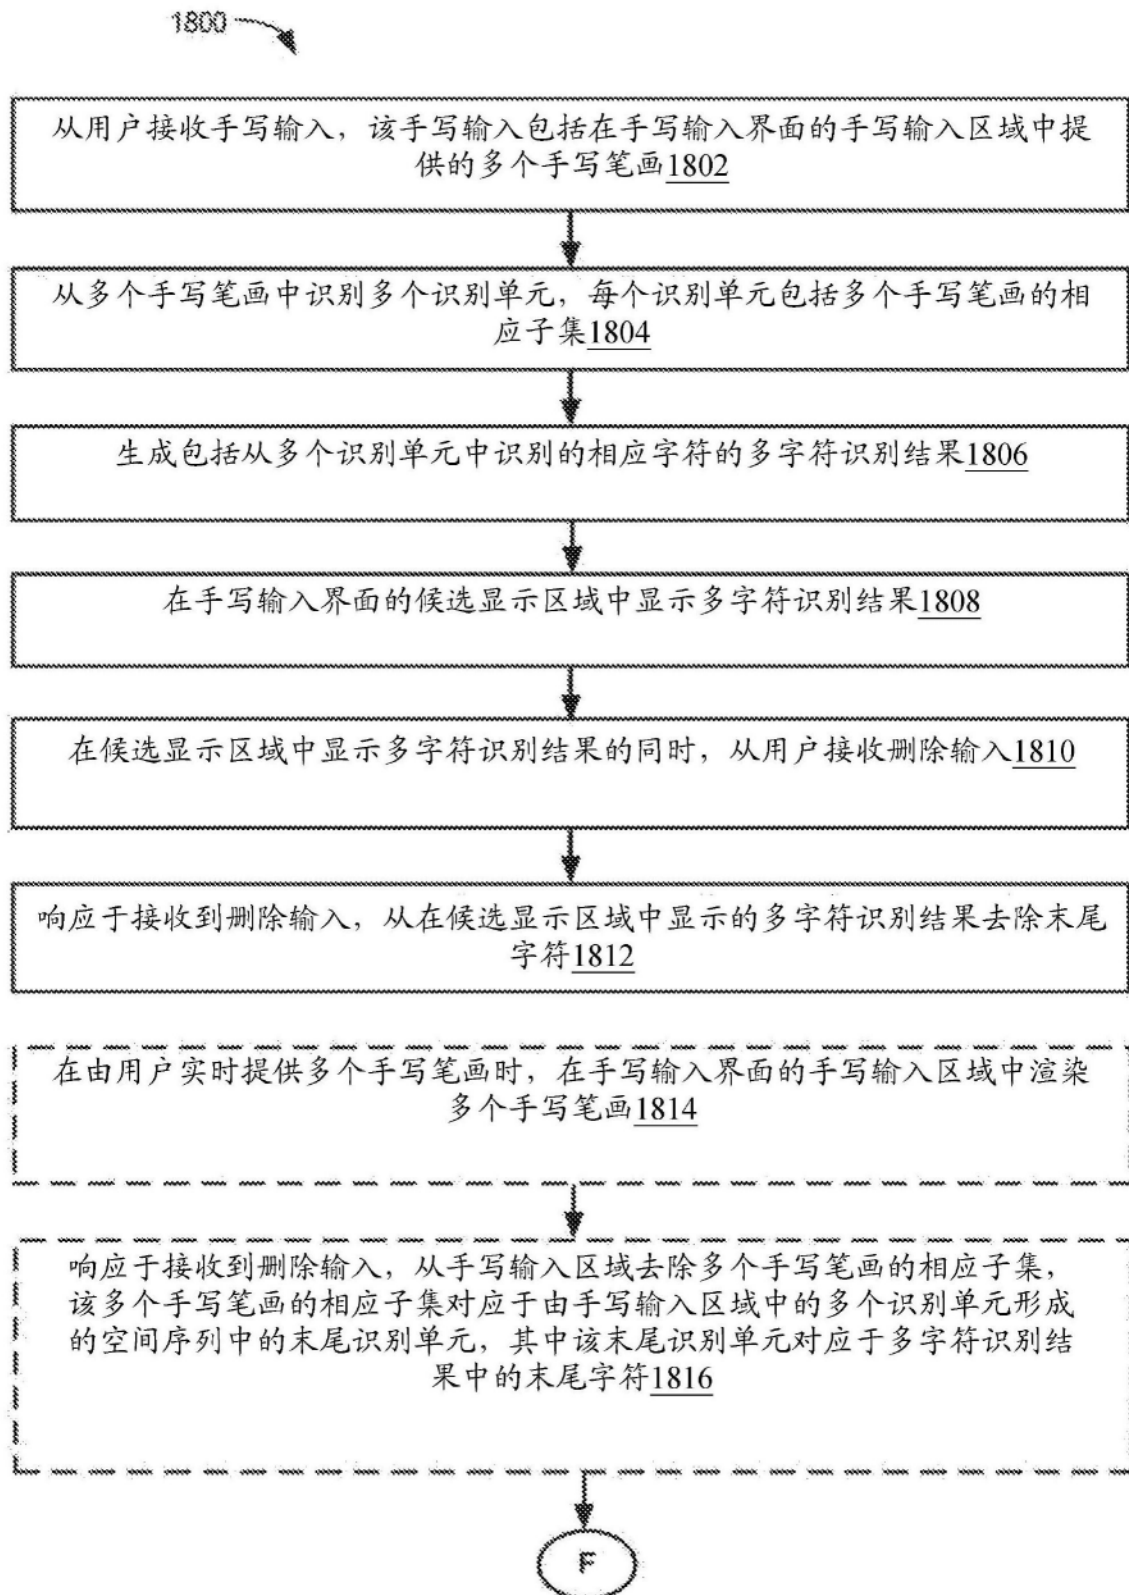 1800
从用户接收手写输入，该手写输入包括在手写输入界面的手写输入区域中提
供的多个手写笔画1802
从多个手写笔画中识别多个识别单元，每个识别单元包括多个手写笔画的相
应子集1804
生成包括从多个识别单元中识别的相应字符的多字符识别结果1806
在手写输入界面的候选显示区域中显示多字符识别结果1808
在候选显示区域中显示多字符识别结果的同时，从用户接收删除输入1810
响应于接收到删除输入，从在候选显示区域中显示的多字符识别结果去除末尾
字符1812
在由用户实时提供多个手写笔画时，在手写输入界面的手写输入区域中渲染
多个手写笔画1814
响应于接收到删除输入，从手写输入区域去除多个手写笔画的相应子集，
该多个手写笔画的相应子集对应于由手写输入区域中的多个识别单元形成
的空间序列中的末尾识别单元，其中该末尾识别单元对应于多字符识别结
果中的末尾字符1816
F